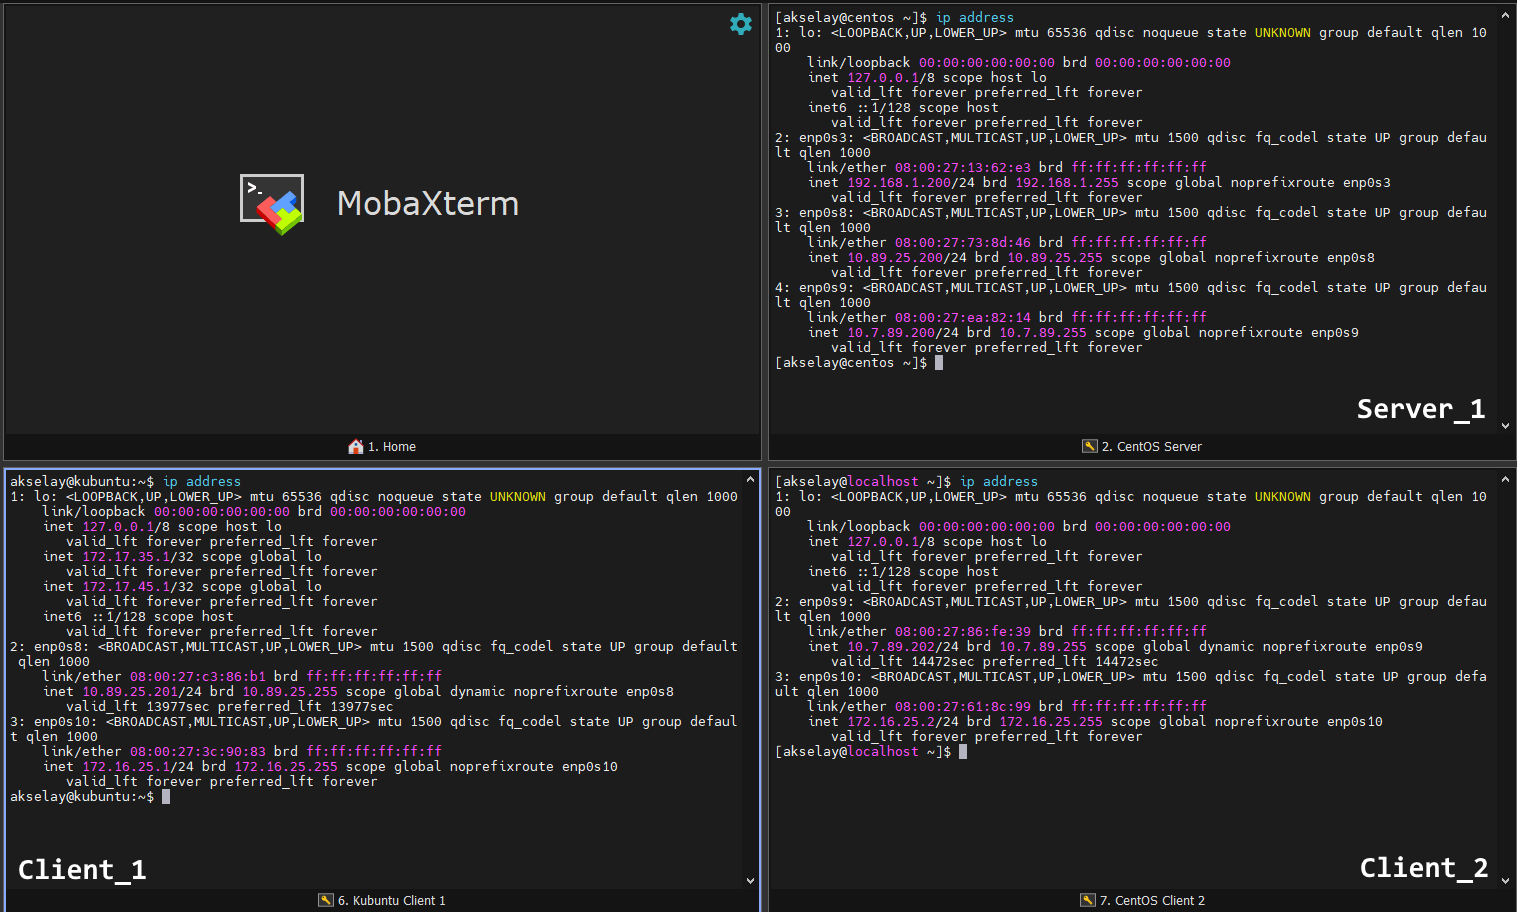 >_
MobaXterm
1. Home
[akselay@centos ~]$ ip address
1: lo: <LOOPBACK,UP,LOWER_UP> mtu 65536 qdisc noqueue state UNKNOWN group default qlen 10
00
    link/loopback 00:00:00:00:00:00 brd 00:00:00:00:00:00
    inet 127.0.0.1/8 scope host lo
       valid_lft forever preferred_lft forever
    inet6 ::1/128 scope host
       valid_lft forever preferred_lft forever
2: enp0s3: <BROADCAST,MULTICAST,UP,LOWER_UP> mtu 1500 qdisc fq_codel state UP group defau
lt qlen 1000
    link/ether 08:00:27:13:62:e3 brd ff:ff:ff:ff:ff:ff
    inet 192.168.1.200/24 brd 192.168.1.255 scope global noprefixroute enp0s3
       valid_lft forever preferred_lft forever
3: enp0s8: <BROADCAST,MULTICAST,UP,LOWER_UP> mtu 1500 qdisc fq_codel state UP group defau
lt qlen 1000
    link/ether 08:00:27:73:8d:46 brd ff:ff:ff:ff:ff:ff
    inet 10.89.25.200/24 brd 10.89.25.255 scope global noprefixroute enp0s8
       valid_lft forever preferred_lft forever
4: enp0s9: <BROADCAST,MULTICAST,UP,LOWER_UP> mtu 1500 qdisc fq_codel state UP group defau
lt qlen 1000
    link/ether 08:00:27:ea:82:14 brd ff:ff:ff:ff:ff:ff
    inet 10.7.89.200/24 brd 10.7.89.255 scope global noprefixroute enp0s9
       valid_lft forever preferred_lft forever
[akselay@centos ~]$
Server_1
2. CentOS Server
akselay@kubuntu:~$ ip address
1: lo: <LOOPBACK,UP,LOWER_UP> mtu 65536 qdisc noqueue state UNKNOWN group default qlen 1000
    link/loopback 00:00:00:00:00:00 brd 00:00:00:00:00:00
    inet 127.0.0.1/8 scope host lo
       valid_lft forever preferred_lft forever
    inet 172.17.35.1/32 scope global lo
       valid_lft forever preferred_lft forever
    inet 172.17.45.1/32 scope global lo
       valid_lft forever preferred_lft forever
    inet6 ::1/128 scope host
       valid_lft forever preferred_lft forever
2: enp0s8: <BROADCAST,MULTICAST,UP,LOWER_UP> mtu 1500 qdisc fq_codel state UP group default
 qlen 1000
    link/ether 08:00:27:c3:86:b1 brd ff:ff:ff:ff:ff:ff
    inet 10.89.25.201/24 brd 10.89.25.255 scope global dynamic noprefixroute enp0s8
       valid_lft 13977sec preferred_lft 13977sec
3: enp0s10: <BROADCAST,MULTICAST,UP,LOWER_UP> mtu 1500 qdisc fq_codel state UP group defaul
t qlen 1000
    link/ether 08:00:27:3c:90:83 brd ff:ff:ff:ff:ff:ff
    inet 172.16.25.1/24 brd 172.16.25.255 scope global noprefixroute enp0s10
       valid_lft forever preferred_lft forever
akselay@kubuntu:~$
Client_1
6. Kubuntu Client 1
[akselay@localhost ~]$ ip address
1: lo: <LOOPBACK,UP,LOWER_UP> mtu 65536 qdisc noqueue state UNKNOWN group default qlen 10
00
    link/loopback 00:00:00:00:00:00 brd 00:00:00:00:00:00
    inet 127.0.0.1/8 scope host lo
       valid_lft forever preferred_lft forever
    inet6 ::1/128 scope host
       valid_lft forever preferred_lft forever
2: enp0s9: <BROADCAST,MULTICAST,UP,LOWER_UP> mtu 1500 qdisc fq_codel state UP group defau
lt qlen 1000
    link/ether 08:00:27:86:fe:39 brd ff:ff:ff:ff:ff:ff
    inet 10.7.89.202/24 brd 10.7.89.255 scope global dynamic noprefixroute enp0s9
       valid_lft 14472sec preferred_lft 14472sec
3: enp0s10: <BROADCAST,MULTICAST,UP,LOWER_UP> mtu 1500 qdisc fq_codel state UP group defa
ult qlen 1000
    link/ether 08:00:27:61:8c:99 brd ff:ff:ff:ff:ff:ff
    inet 172.16.25.2/24 brd 172.16.25.255 scope global noprefixroute enp0s10
       valid_lft forever preferred_lft forever
[akselay@localhost ~]$
Client_2
7. CentOS Client 2